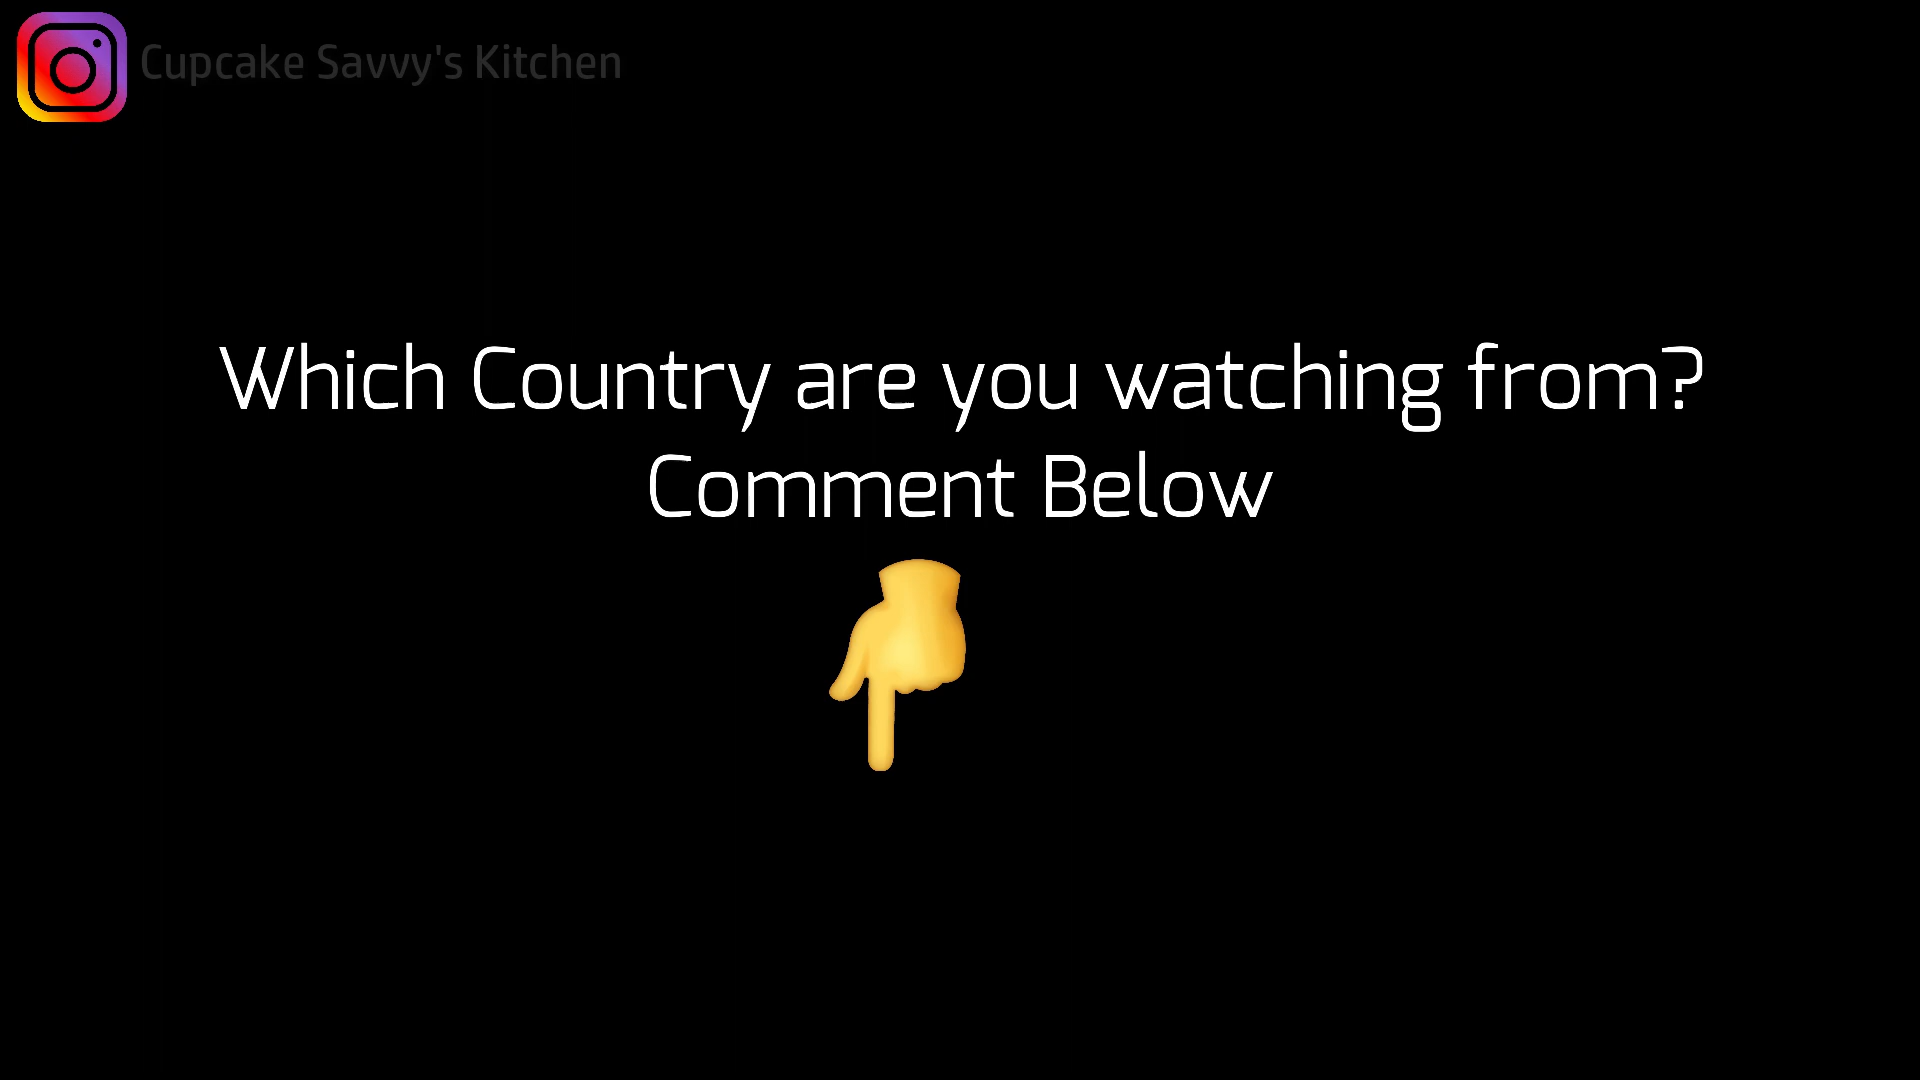 Cupcake Savvy's Kitchen
Which Country are you watching from?
Comment Below